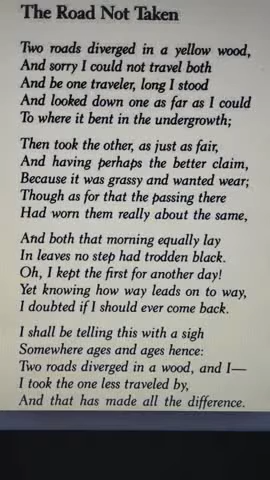 The Road Not Taken
Two roads diverged in a yellow wood,
And sorry I could not travel both
And be one traveler, long I stood
And looked down one as far as I could
To where it bent in the undergrowth;
Then took the other, as just as fair,
And having perhaps the better claim,
Because it was grassy and wanted wear;
Though as for that the passing there
Had worn them really about the same,
And both that morning equally lay
In leaves no step had trodden black.
Oh, I kept the first for another day!
Yet knowing how way leads on to way,
I doubted if I should ever come back.
I shall be telling this with a sigh
Somewhere ages and ages hence:
Two roads diverged in a wood, and I—
I took the one less traveled by,
And that has made all the difference.